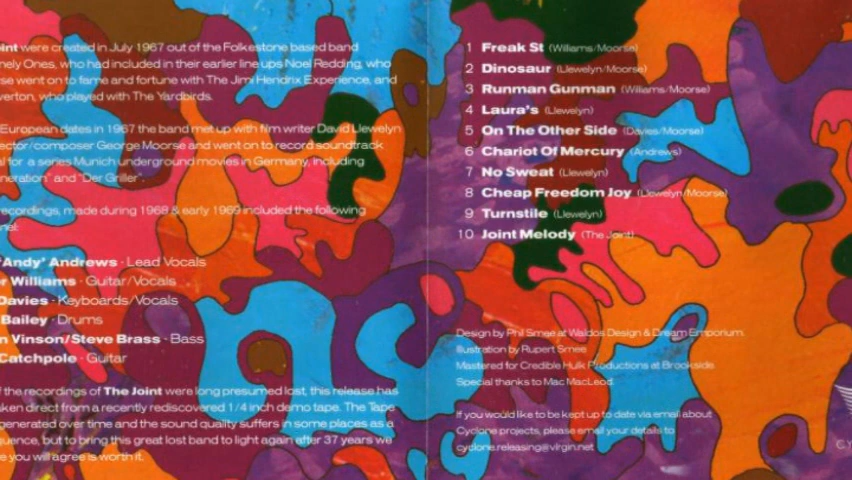 oint were created in July 1967 out of the Folkestone based band
nely Ones, who had included in their earlier line ups Noel Redding, who
se went on to fame and fortune with The Jimi Hendrix Experience, and
verton, who played with The Yardbirds.
European dates in 1967 the band met up with film writer David Llewelyn
ector/composer George Moorse and went on to record soundtrack
al for a series Munich underground movies in Germany, including
neration" and "Der Griller".
recordings, made during 1968 & early 1969 included the following
nel:
"Andy" Andrews · Lead Vocals
r Williams · Guitar/Vocals
Davies · Keyboards/Vocals
Bailey · Drums
n Vinson/Steve Brass · Bass
Catchpole · Guitar
f the recordings of The Joint were long presumed lost, this release has
aken direct from a recently rediscovered 1/4 inch demo tape. The Tape
generated over time and the sound quality suffers in some places as a
quence, but to bring this great lost band to light again after 37 years we
e you will agree is worth it.
1 Freak St (Williams/Moorse)
2 Dinosaur (Llewelyn/Moorse)
3 Runman Gunman (Williams/Moorse)
4 Laura's (Llewelyn)
5 On The Other Side (Davies/Moorse)
6 Chariot Of Mercury (Andrews)
7 No Sweat (Llewelyn)
8 Cheap Freedom Joy (Llewelyn/Moorse)
9 Turnstile (Llewelyn)
10 Joint Melody (The Joint)
Design by Phil Smee at Waldos Design & Dream Emporium.
Illustration by Rupert Smee
Mastered for Credible Hulk Productions at Brookside.
Special thanks to Mac MacLeod
If you would like to be kept up to date via email about
Cyclone projects, please email your details to
cyclone.releasing@virgin.net
CY